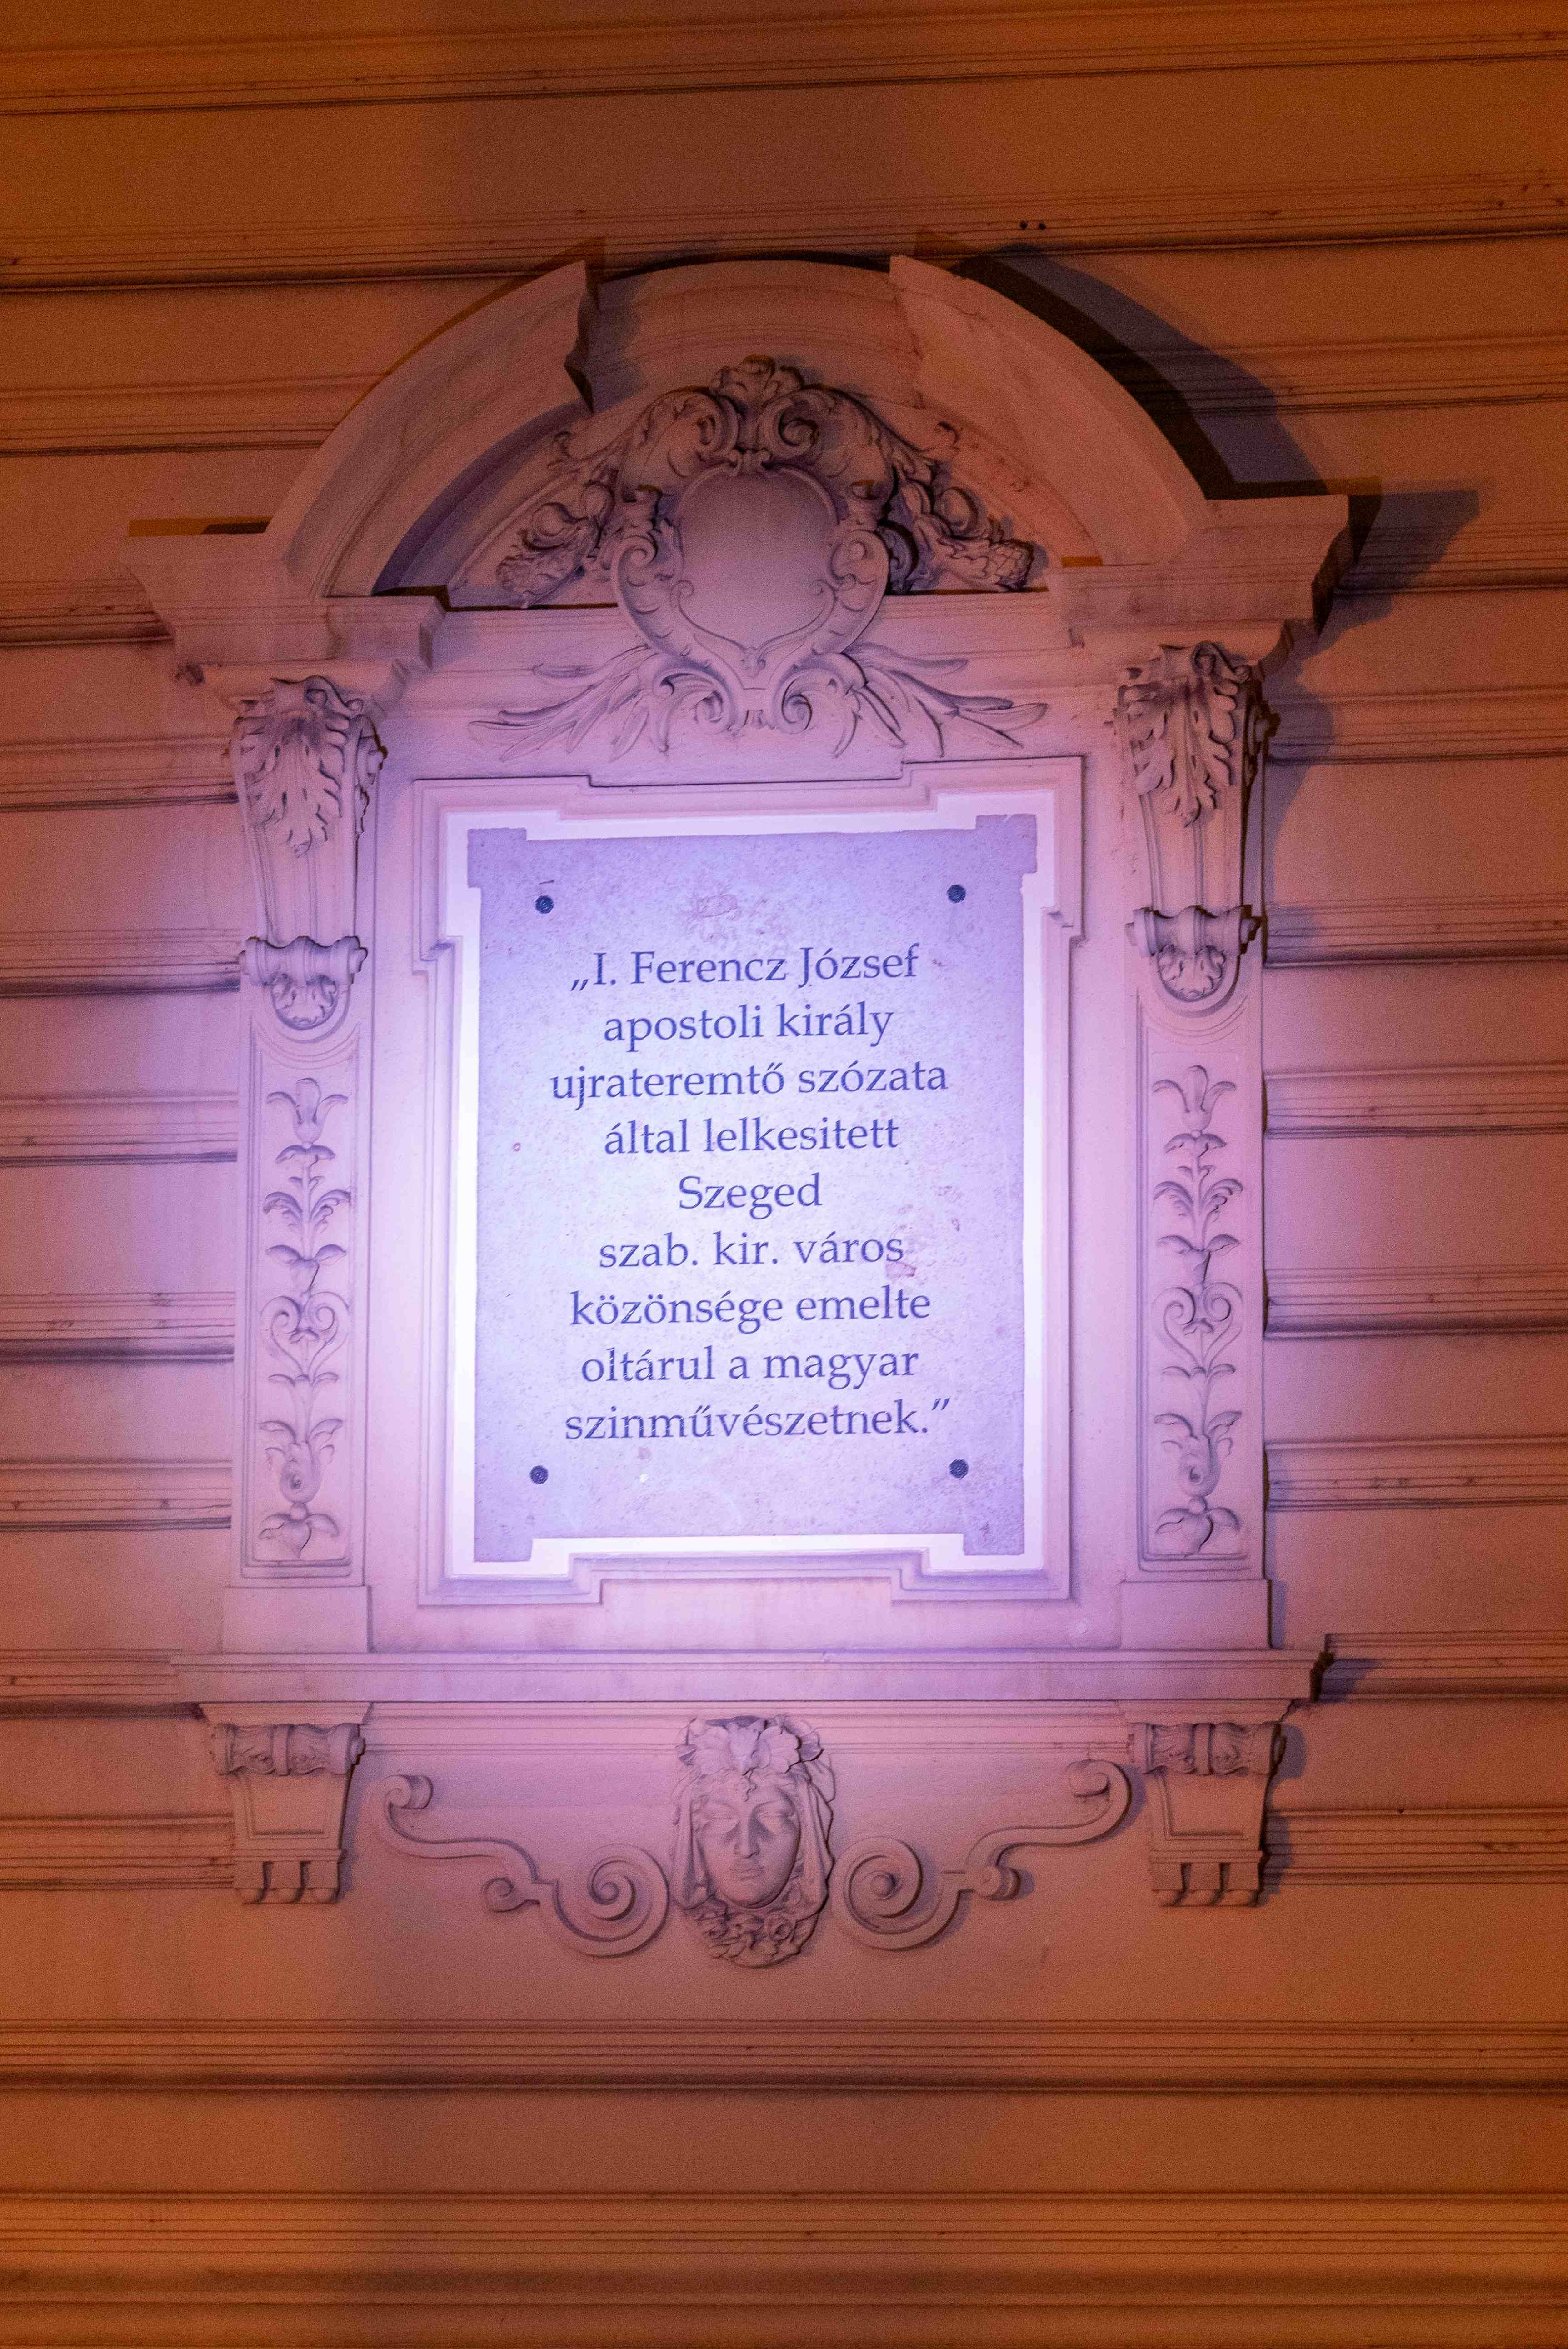 „I. Ferencz József
apostoli király
ujrateremtő szózata
által lelkesitett
Szeged
szab. kir. város
közönsége emelte
oltárul a magyar
szinművészetnek.”